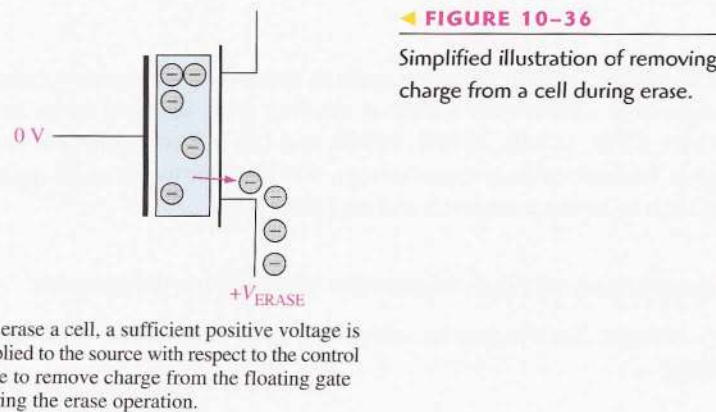 ◄ FIGURE 10–36
Simplified illustration of removing
charge from a cell during erase.
0 V
+VERASE
erase a cell, a sufficient positive voltage is
plied to the source with respect to the control
e to remove charge from the floating gate
ring the erase operation.